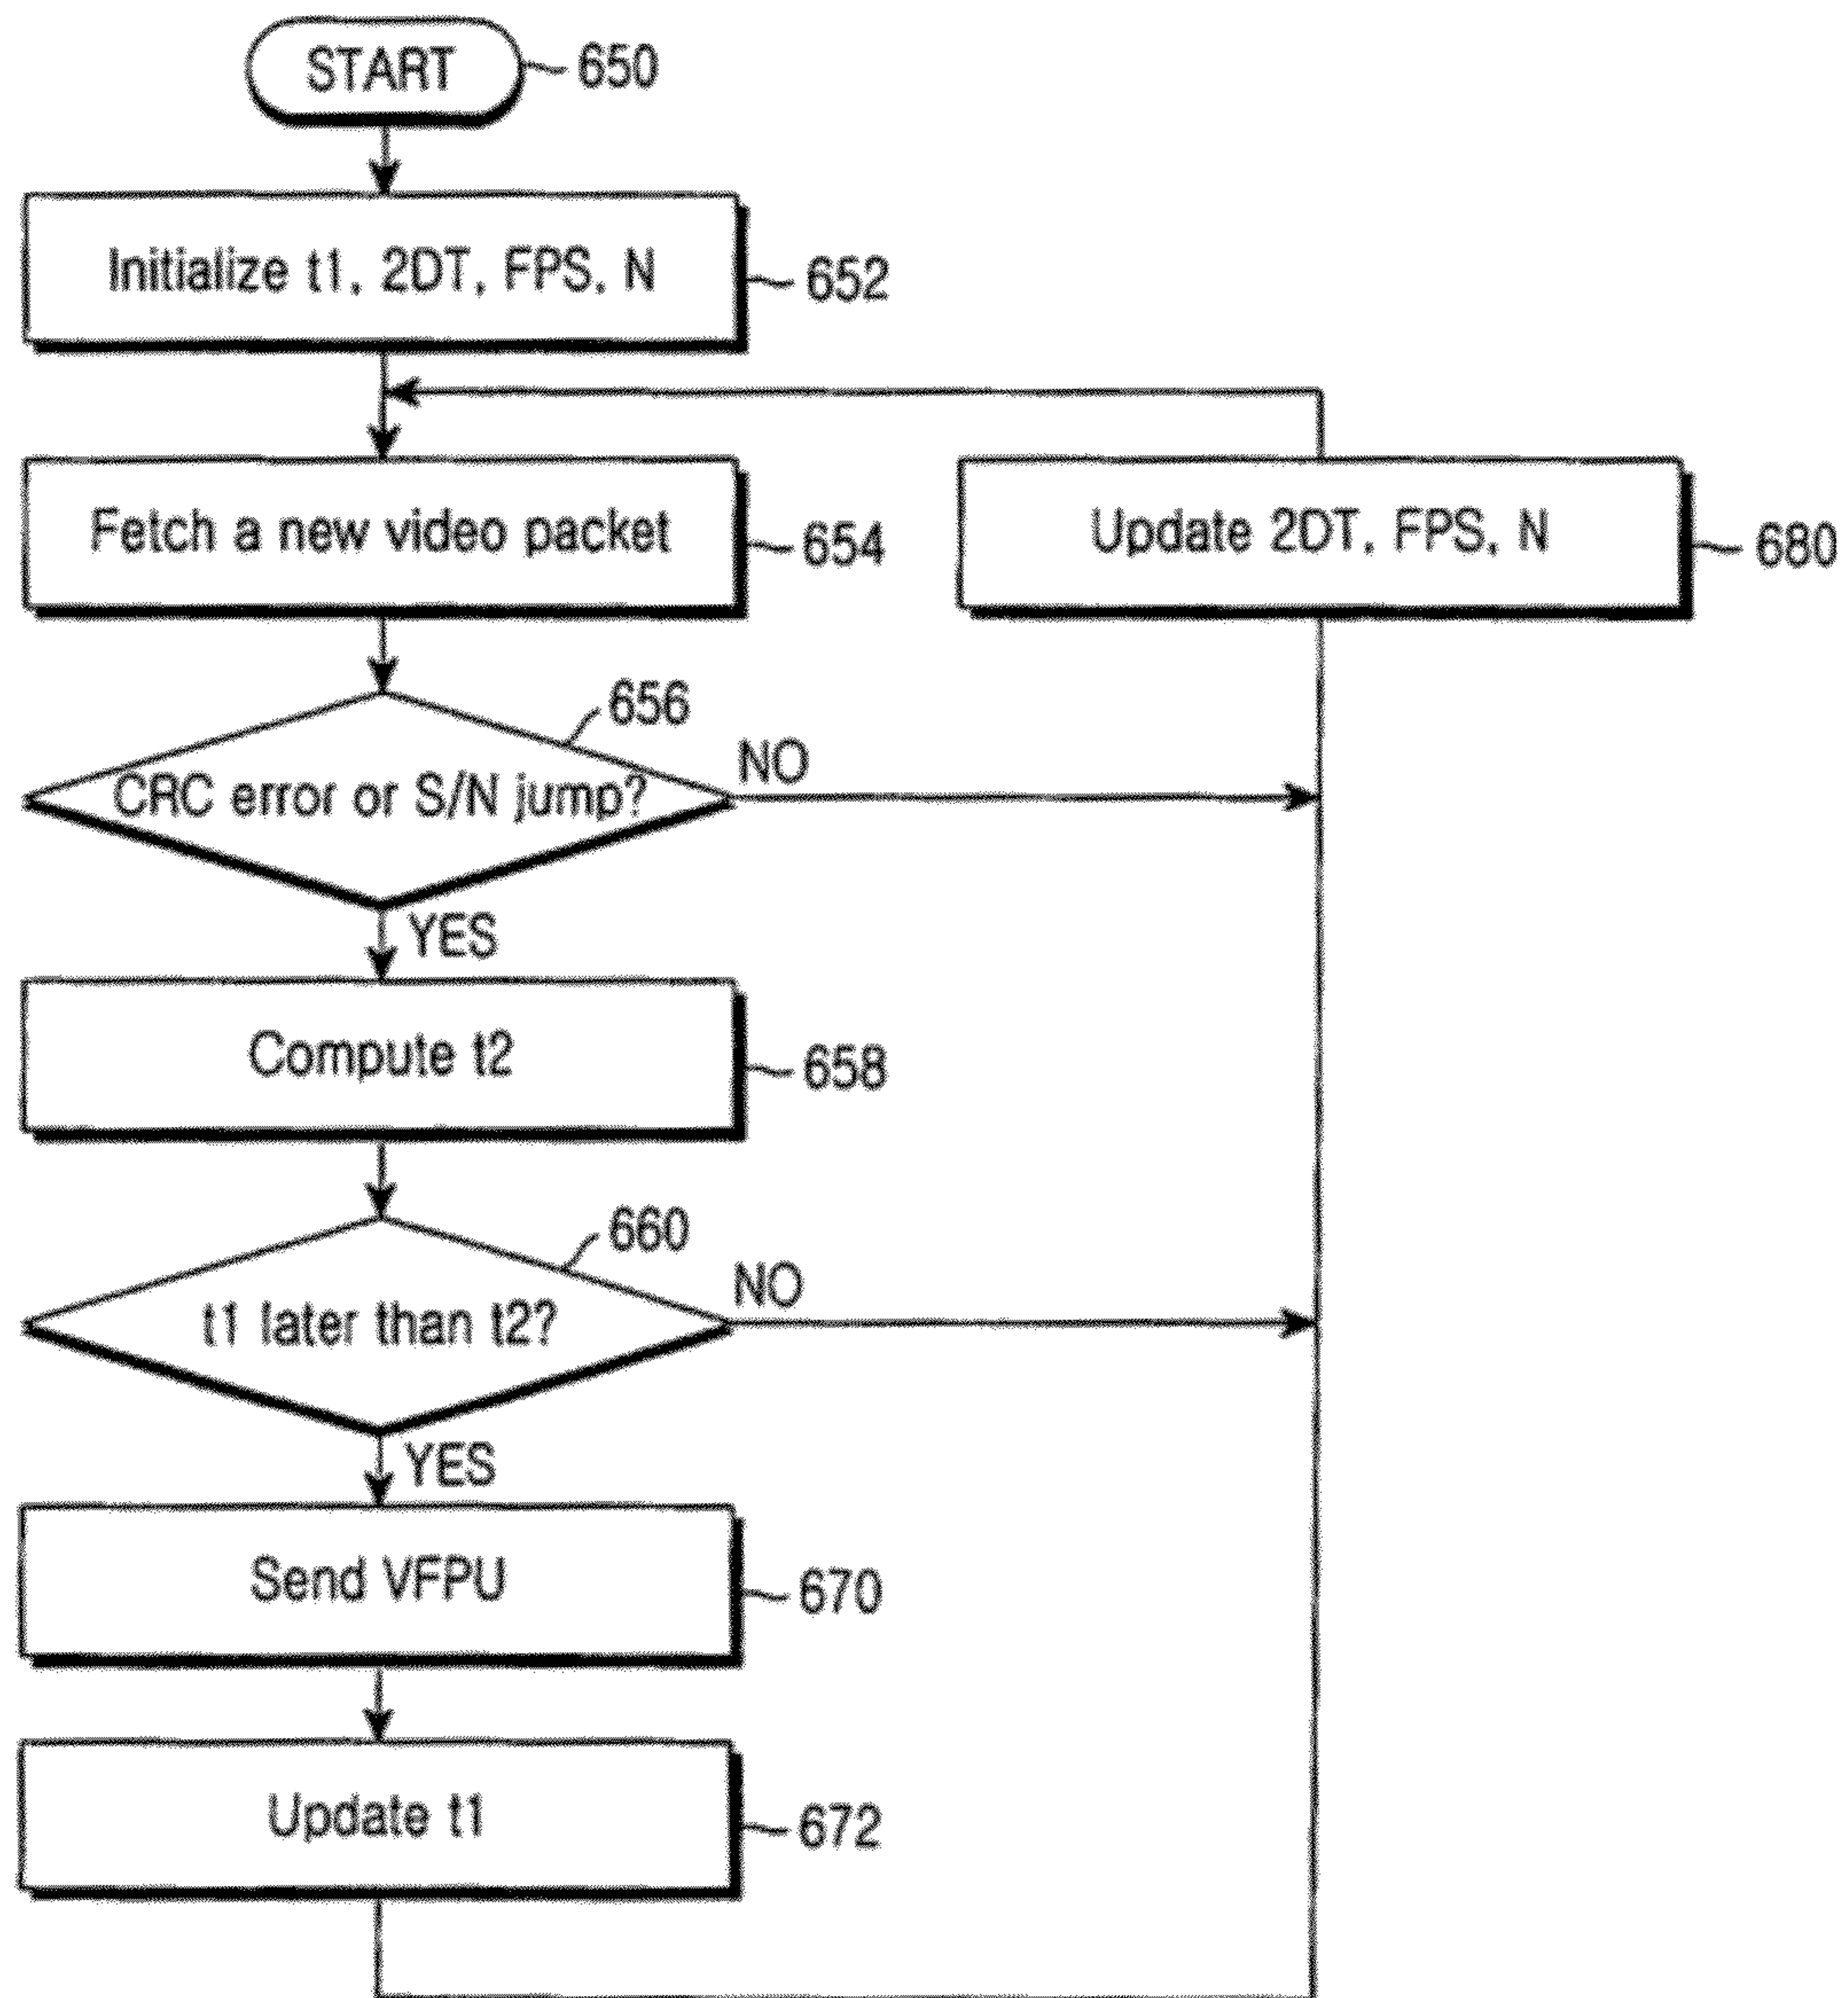 START
650
Initialize t1, 2DT, FPS, N
652
Fetch a new video packet
654
Update 2DT, FPS, N
680
656
CRC error or S/N jump?
NO
YES
Compute t2
658
660
t1 later than t2?
NO
YES
Send VFPU
670
Update t1
672